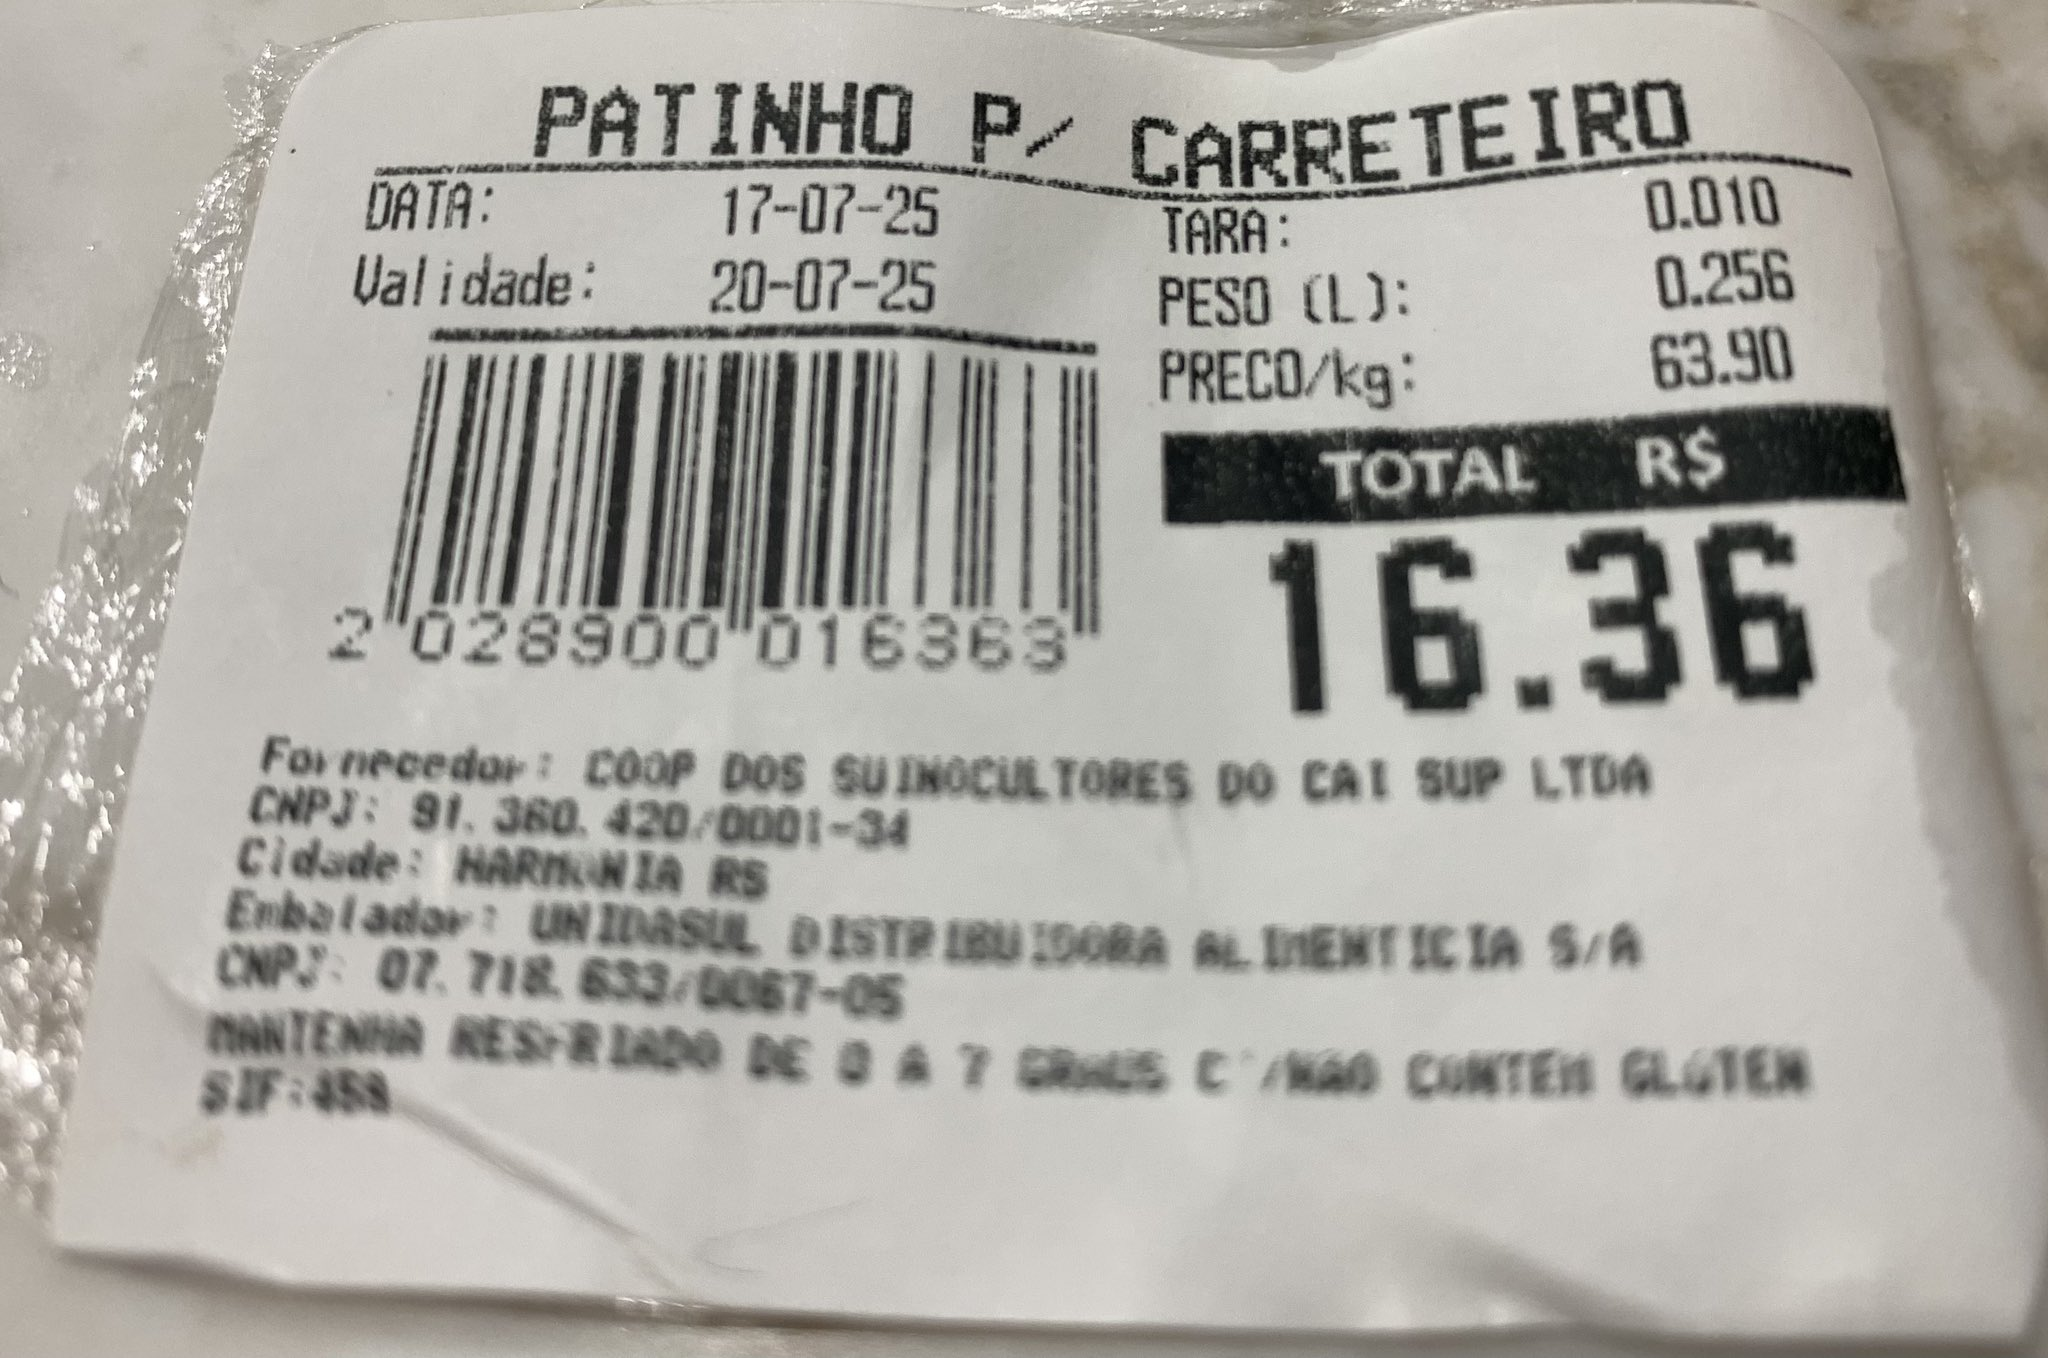 PATINHO P/ CARRETEIRO
DATA: 17-07-25
Validade: 20-07-25
TARA: 0.010
PESO (L): 0.256
PRECO/kg: 63.90
TOTAL R$
16.36
2 028900 016363
Fornecedor: COOP DOS SUINOCULTORES DO CAI SUP LTDA
CNPJ: 91.360.420/0001-34
Cidade: HARMONIA RS
Embalador: UNIDASUL DISTRIBUIDORA ALIMENTICIA S/A
CNPJ: 07.718.633/0067-05
MANTENHA RESFRIADO DE 0 A 7 GRAUS C /NAO CONTEM GLUTEN
SIF: